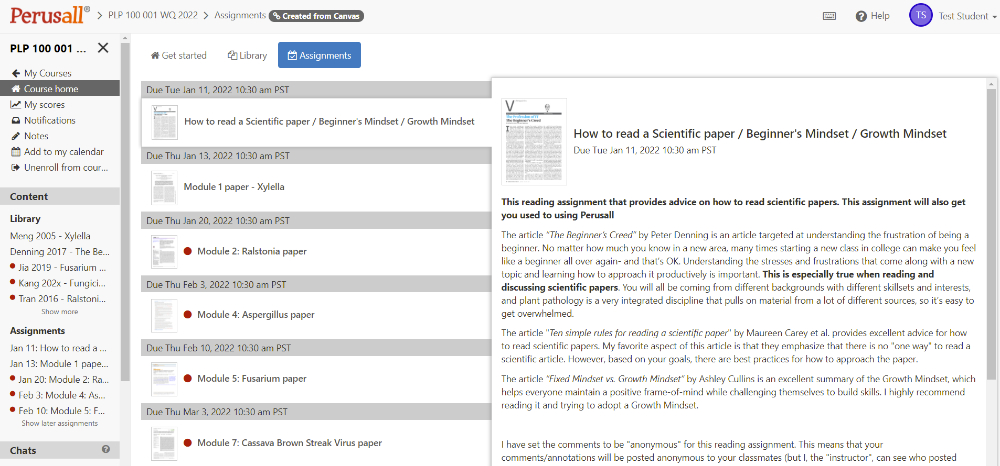 Perusall® PLP 100 001 WQ 2022 Assignments Created from Canvas Help TS Test Student
PLP 100 001 ...
My Courses
Course home
My scores
Notifications
Notes
Add to my calendar
Unenroll from cour...
Content
Library
Meng 2005 - Xylella
Denning 2017 - The Be...
Jia 2019 - Fusarium ...
Kang 202x - Fungici...
Tran 2016 - Ralstoni...
Show more
Assignments
Jan 11: How to read a ...
Jan 13: Module 1 pape...
Jan 20: Module 2: Ra...
Feb 3: Module 4: As...
Feb 10: Module 5: F...
Show later assignments
Chats
Get started Library Assignments
Due Tue Jan 11, 2022 10:30 am PST
How to read a Scientific paper / Beginner's Mindset / Growth Mindset
Due Thu Jan 13, 2022 10:30 am PST
Module 1 paper - Xylella
Due Thu Jan 20, 2022 10:30 am PST
Module 2: Ralstonia paper
Due Thu Feb 3, 2022 10:30 am PST
Module 4: Aspergillus paper
Due Thu Feb 10, 2022 10:30 am PST
Module 5: Fusarium paper
Due Thu Mar 3, 2022 10:30 am PST
Module 7: Cassava Brown Streak Virus paper
V
The Profession of IT
The Beginner's Creed
How to read a Scientific paper / Beginner's Mindset / Growth Mindset
Due Tue Jan 11, 2022 10:30 am PST
This reading assignment that provides advice on how to read scientific papers. This assignment will also get
you used to using Perusall
The article “The Beginner’s Creed” by Peter Denning is an article targeted at understanding the frustration of being a
beginner. No matter how much you know in a new area, many times starting a new class in college can make you feel
like a beginner all over again- and that’s OK. Understanding the stresses and frustrations that come along with a new
topic and learning how to approach it productively is important. This is especially true when reading and
discussing scientific papers. You will all be coming from different backgrounds with different skillsets and interests,
and plant pathology is a very integrated discipline that pulls on material from a lot of different sources, so it’s easy to
get overwhelmed.
The article "Ten simple rules for reading a scientific paper" by Maureen Carey et al. provides excellent advice for how
to read scientific papers. My favorite aspect of this article is that they emphasize that there is no "one way" to read a
scientific article. However, based on your goals, there are best practices for how to approach the paper.
The article “Fixed Mindset vs. Growth Mindset” by Ashley Cullins is an excellent summary of the Growth Mindset, which
helps everyone maintain a positive frame-of-mind while challenging themselves to build skills. I highly recommend
reading it and trying to adopt a Growth Mindset.
I have set the comments to be "anonymous" for this reading assignment. This means that your
comments/annotations will be posted anonymous to your classmates (but I, the "instructor", can see who posted